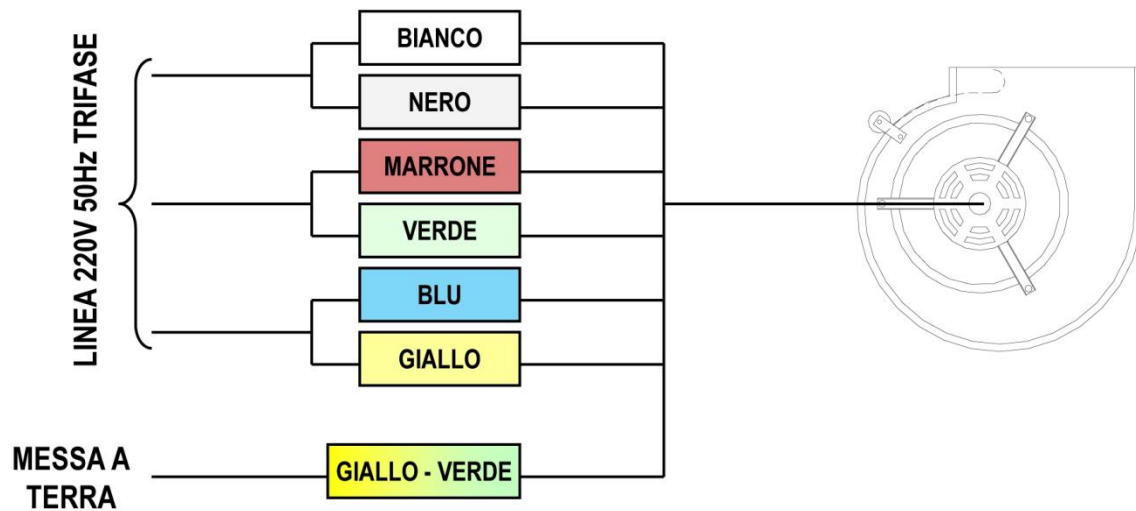 LINEA 220V 50Hz TRIFASE
BIANCO
NERO
MARRONE
VERDE
BLU
GIALLO
MESSA A
TERRA
GIALLO - VERDE